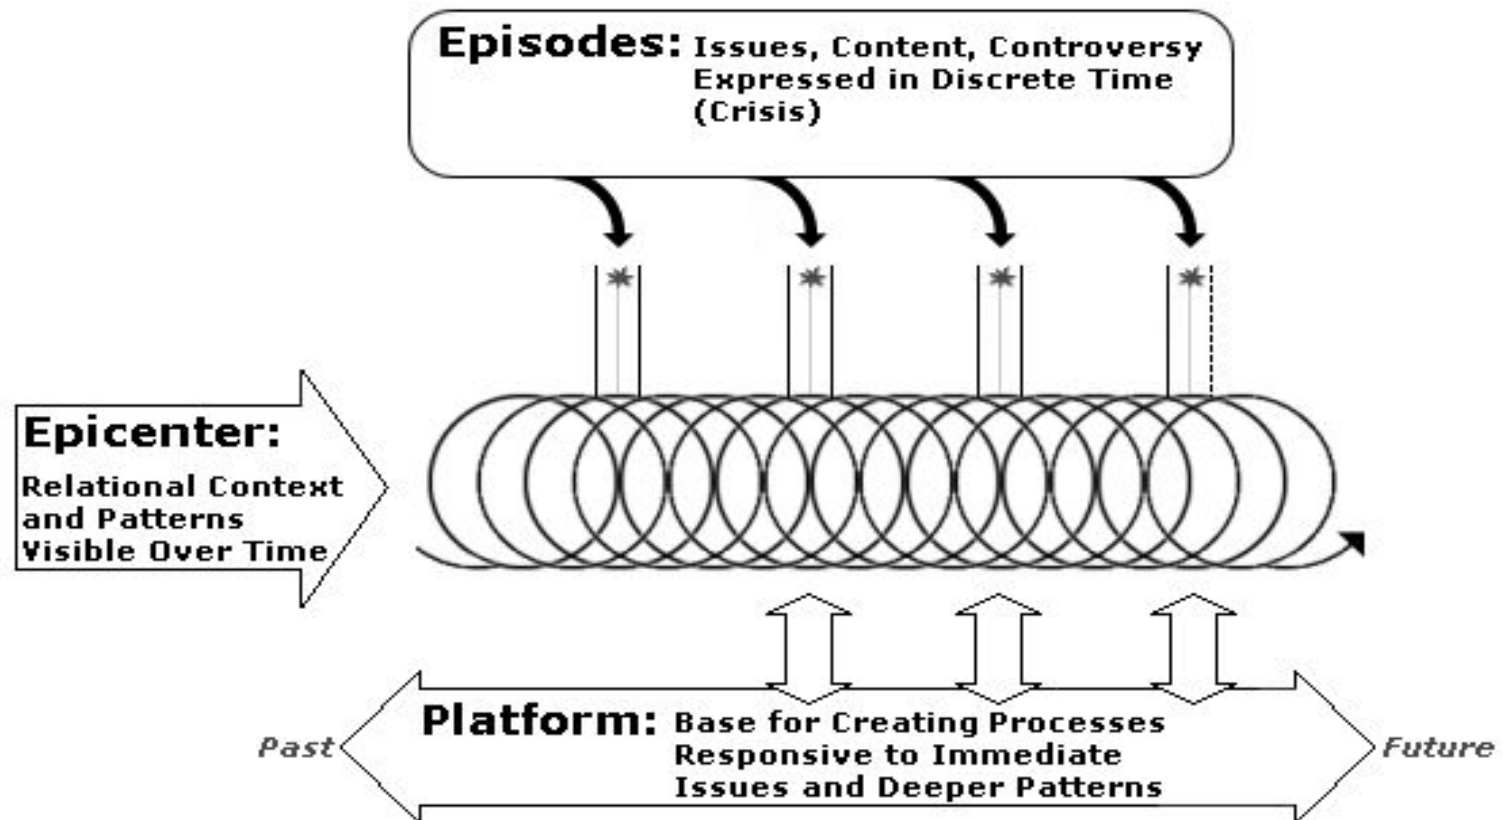 Episodes: Issues, Content, Controversy
Expressed in Discrete Time
(Crisis)
Epicenter:
Relational Context
and Patterns
Visible Over Time
Platform: Base for Creating Processes
Responsive to Immediate
Issues and Deeper Patterns
Past
Future